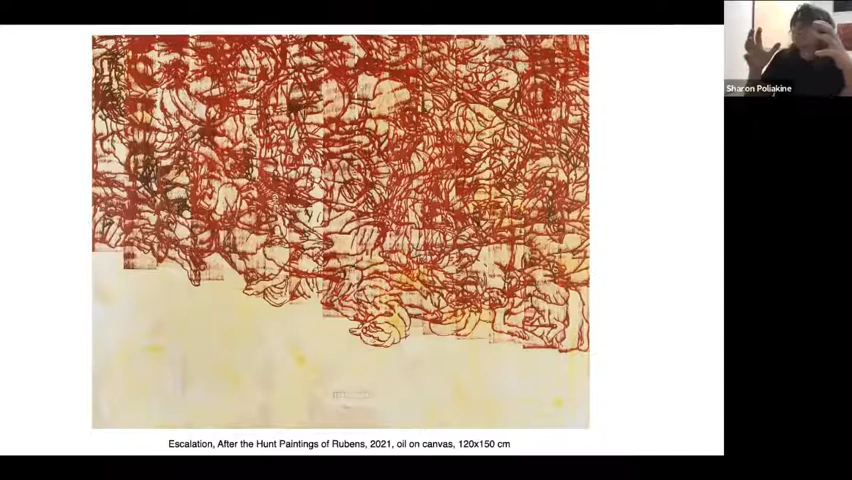 Sharon Poliakine
Escalation, After the Hunt Paintings of Rubens, 2021, oil on canvas, 120x150 cm